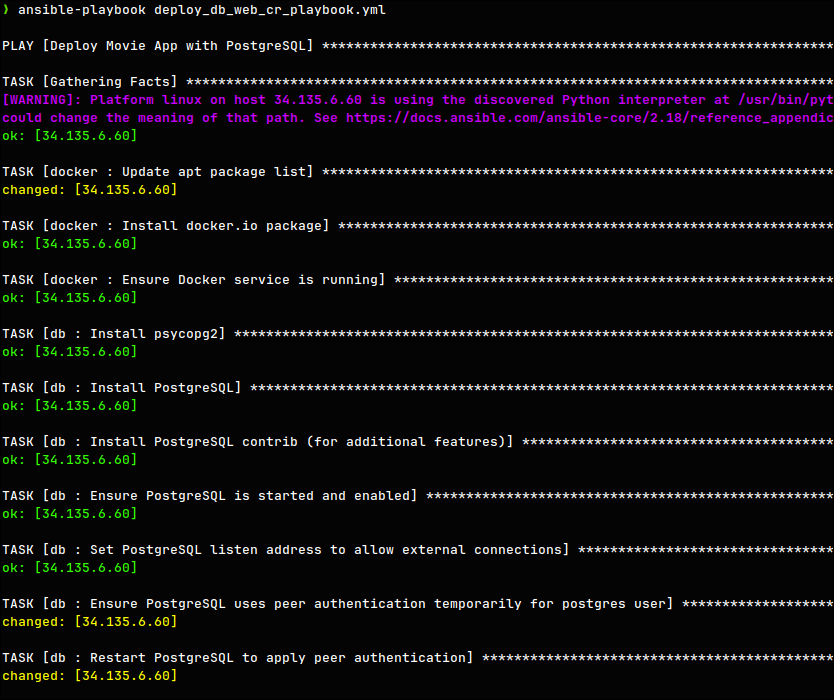 ❯ ansible-playbook deploy_db_web_cr_playbook.yml
PLAY [Deploy Movie App with PostgreSQL] *****************************************************************
TASK [Gathering Facts] **********************************************************************************
[WARNING]: Platform linux on host 34.135.6.60 is using the discovered Python interpreter at /usr/bin/pyt
could change the meaning of that path. See https://docs.ansible.com/ansible-core/2.18/reference_appendic
ok: [34.135.6.60]
TASK [docker : Update apt package list] *****************************************************************
changed: [34.135.6.60]
TASK [docker : Install docker.io package] ***************************************************************
ok: [34.135.6.60]
TASK [docker : Ensure Docker service is running] ********************************************************
ok: [34.135.6.60]
TASK [db : Install psycopg2] ****************************************************************************
ok: [34.135.6.60]
TASK [db : Install PostgreSQL] **************************************************************************
ok: [34.135.6.60]
TASK [db : Install PostgreSQL contrib (for additional features)] ****************************************
ok: [34.135.6.60]
TASK [db : Ensure PostgreSQL is started and enabled] ****************************************************
ok: [34.135.6.60]
TASK [db : Set PostgreSQL listen address to allow external connections] *********************************
ok: [34.135.6.60]
TASK [db : Ensure PostgreSQL uses peer authentication temporarily for postgres user] ********************
changed: [34.135.6.60]
TASK [db : Restart PostgreSQL to apply peer authentication] *********************************************
changed: [34.135.6.60]